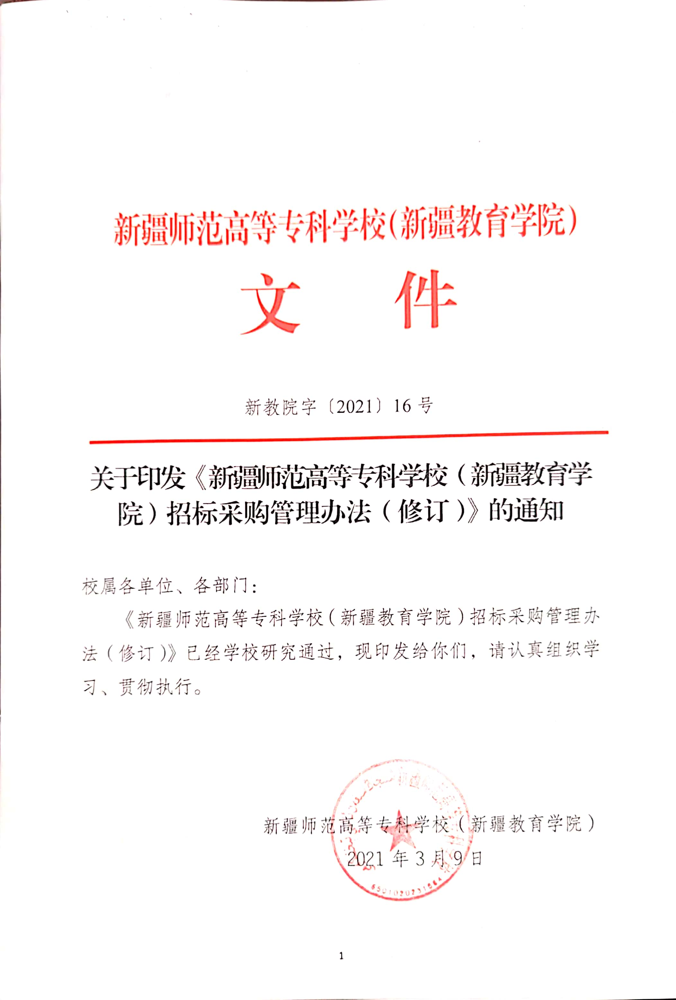 新疆师范高等专科学校(新疆教育学院)
文 件
新教院字〔2021〕16 号
关于印发《新疆师范高等专科学校（新疆教育学
院）招标采购管理办法（修订）》的通知
校属各单位、各部门：
《新疆师范高等专科学校（新疆教育学院）招标采购管理办
法（修订）》已经学校研究通过，现印发给你们，请认真组织学
习、贯彻执行。
新疆师范高等专科学校（新疆教育学院）
2021 年 3 月 9 日
1